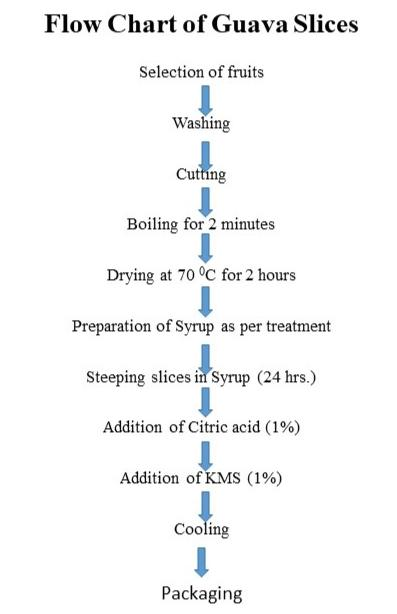 Flow Chart of Guava Slices
Selection of fruits
Washing
Cutting
Boiling for 2 minutes
Drying at 70 ⁰C for 2 hours
Preparation of Syrup as per treatment
Steeping slices in Syrup (24 hrs.)
Addition of Citric acid (1%)
Addition of KMS (1%)
Cooling
Packaging